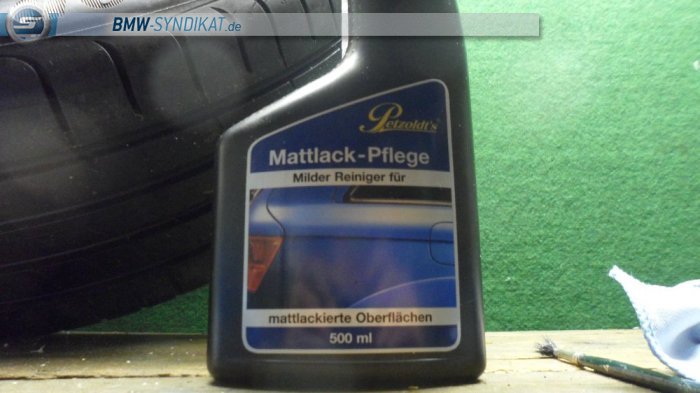 BMW-SYNDIKAT.de
Petzoldt's
Mattlack-Pflege
Milder Reiniger für
mattlackierte Oberflächen
500 ml